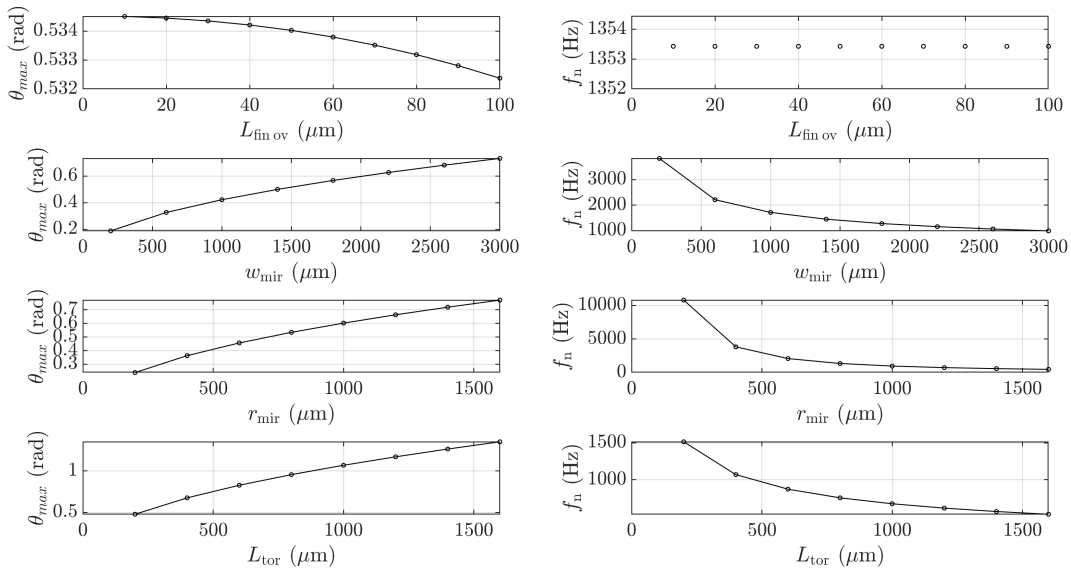 θmax (rad)
0.534
0.533
0.532
0 20 40 60 80 100
Lfin ov (μm)
fn (Hz)
1354
1353
1352
0 20 40 60 80 100
Lfin ov (μm)
θmax (rad)
0.6
0.4
0.2
0 500 1000 1500 2000 2500 3000
wmir (μm)
fn (Hz)
3000
2000
1000
0 500 1000 1500 2000 2500 3000
wmir (μm)
θmax (rad)
0.7
0.6
0.5
0.4
0.3
0 500 1000 1500
rmir (μm)
fn (Hz)
10000
5000
0
0 500 1000 1500
rmir (μm)
θmax (rad)
1
0.5
0 500 1000 1500
Ltor (μm)
fn (Hz)
1500
1000
0 500 1000 1500
Ltor (μm)